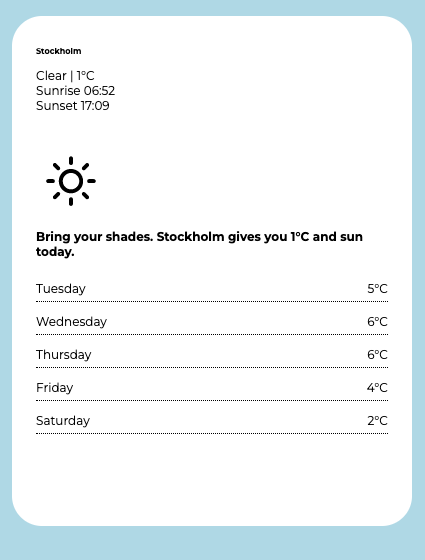 Stockholm
Clear | 1°C
Sunrise 06:52
Sunset 17:09
Bring your shades. Stockholm gives you 1°C and sun
today.
Tuesday 5°C
Wednesday 6°C
Thursday 6°C
Friday 4°C
Saturday 2°C